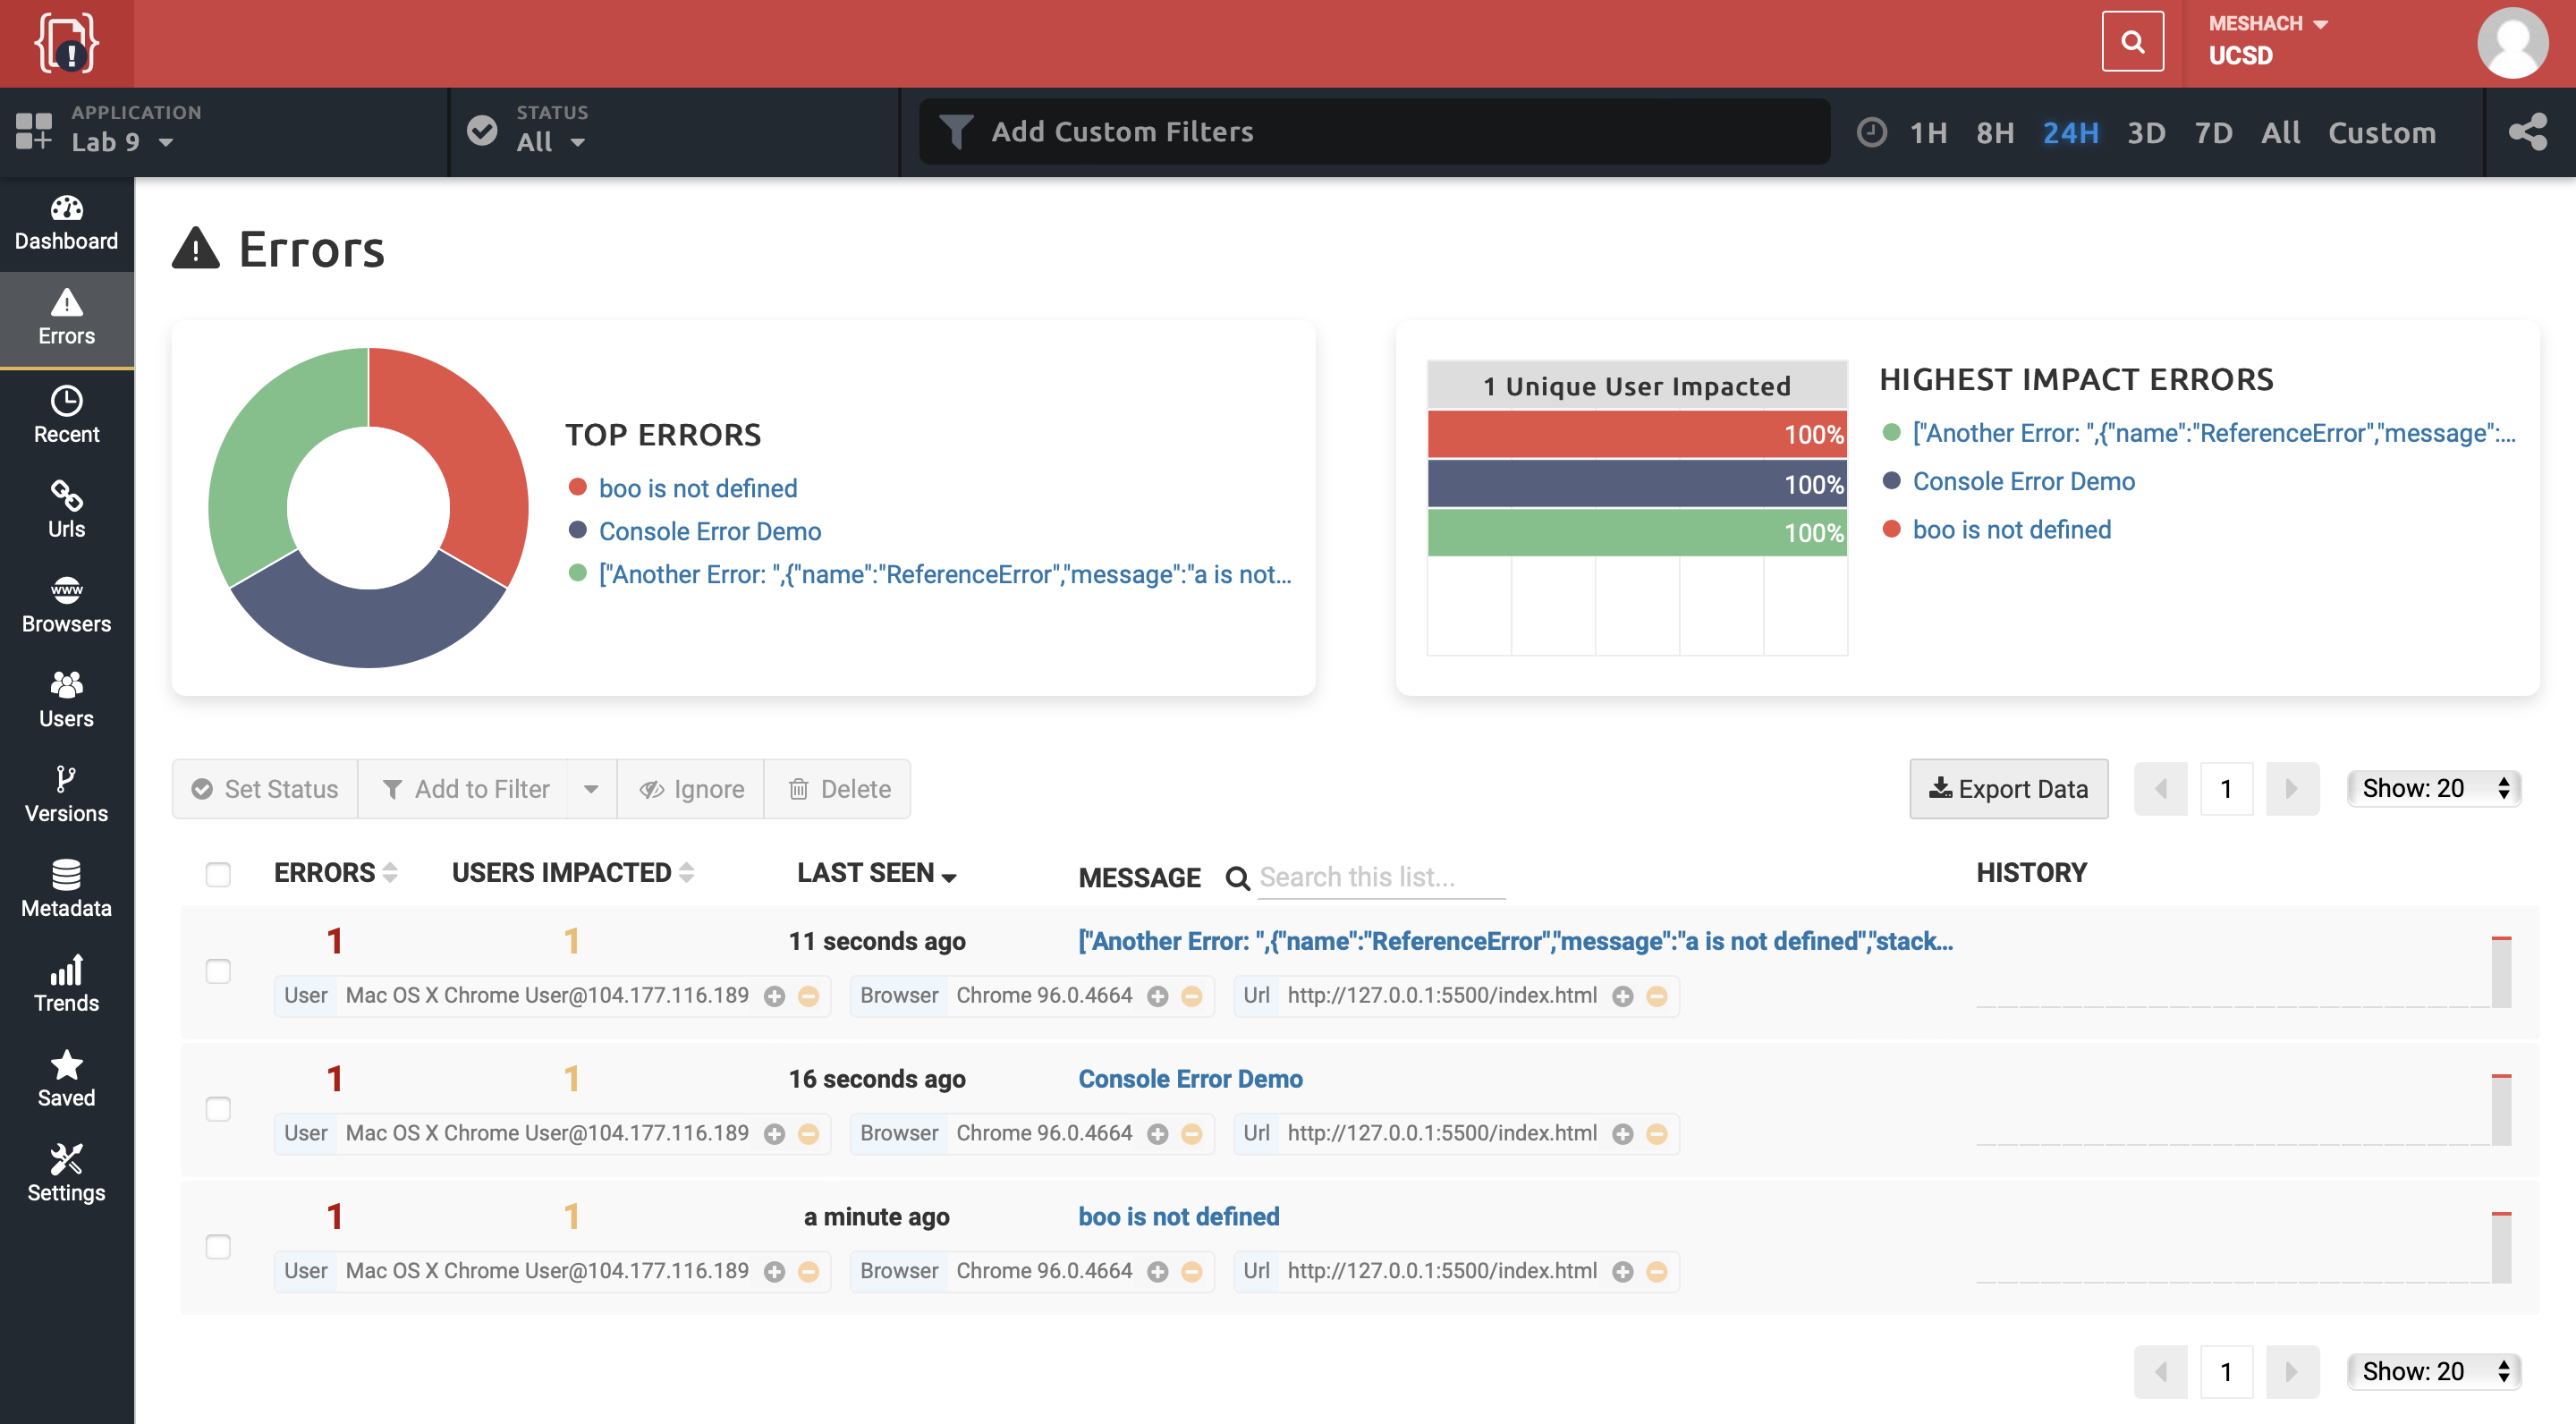 MESHACH
UCSD
APPLICATION
Lab 9
STATUS
All
Add Custom Filters
1H 8H 24H 3D 7D All Custom
Dashboard
Errors
Recent
Urls
www
Browsers
Users
Versions
Metadata
Trends
Saved
Settings
Errors
TOP ERRORS
boo is not defined
Console Error Demo
["Another Error: ",{"name":"ReferenceError","message":"a is not...
1 Unique User Impacted
100%
100%
100%
HIGHEST IMPACT ERRORS
["Another Error: ",{"name":"ReferenceError","message":...
Console Error Demo
boo is not defined
Set Status Add to Filter Ignore Delete
Export Data 1 Show: 20
ERRORS USERS IMPACTED LAST SEEN MESSAGE Search this list... HISTORY
1 1 11 seconds ago ["Another Error: ",{"name":"ReferenceError","message":"a is not defined","stack...
User Mac OS X Chrome User@104.177.116.189 Browser Chrome 96.0.4664 Url http://127.0.0.1:5500/index.html
1 1 16 seconds ago Console Error Demo
User Mac OS X Chrome User@104.177.116.189 Browser Chrome 96.0.4664 Url http://127.0.0.1:5500/index.html
1 1 a minute ago boo is not defined
User Mac OS X Chrome User@104.177.116.189 Browser Chrome 96.0.4664 Url http://127.0.0.1:5500/index.html
1 Show: 20